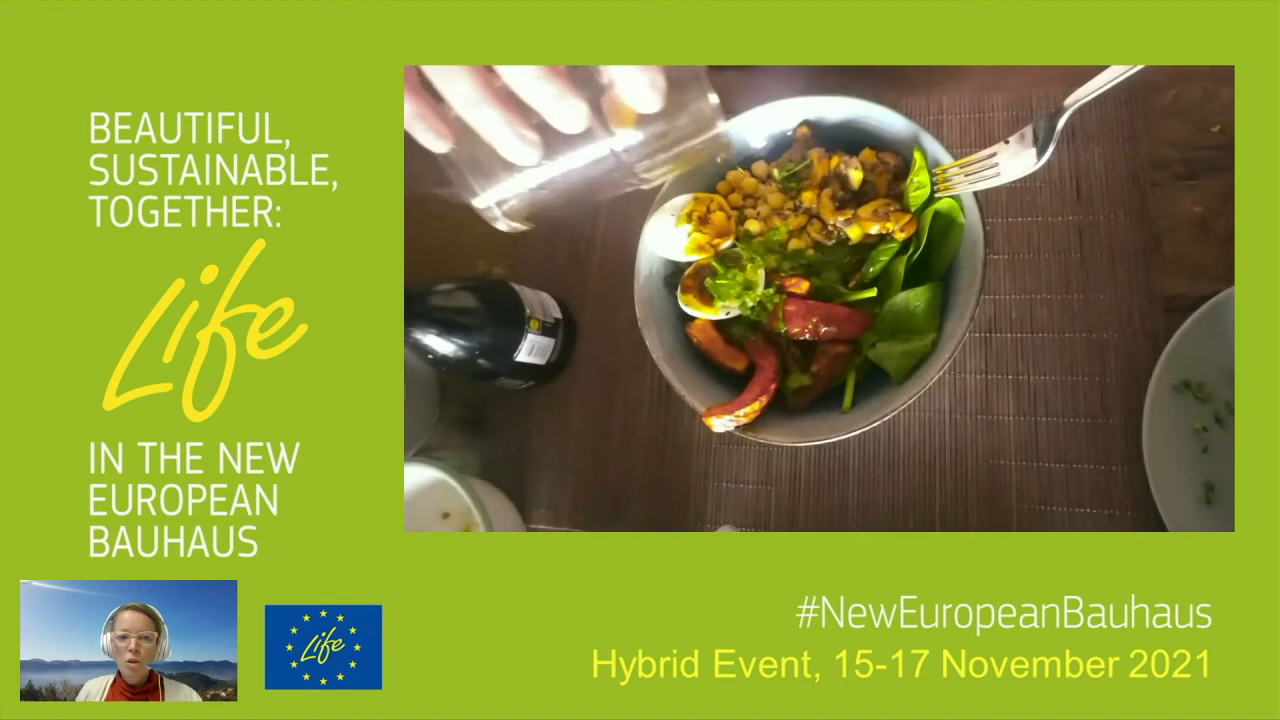 BEAUTIFUL,
SUSTAINABLE,
TOGETHER:
Life
IN THE NEW
EUROPEAN
BAUHAUS
Life
#NewEuropeanBauhaus
Hybrid Event, 15-17 November 2021